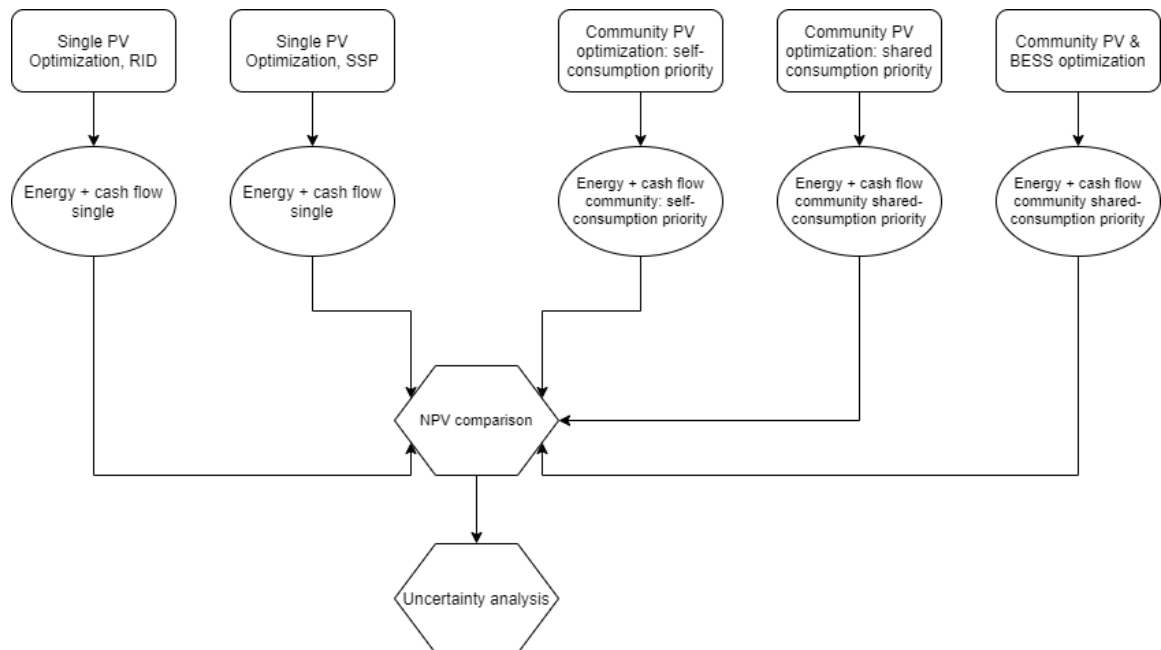 Single PV
Optimization, RID
Single PV
Optimization, SSP
Community PV
optimization: self-
consumption priority
Community PV
optimization: shared
consumption priority
Community PV &
BESS optimization
Energy + cash flow
single
Energy + cash flow
single
Energy + cash flow
community: self-
consumption priority
Energy + cash flow
community shared-
consumption priority
Energy + cash flow
community shared-
consumption priority
NPV comparison
Uncertainty analysis